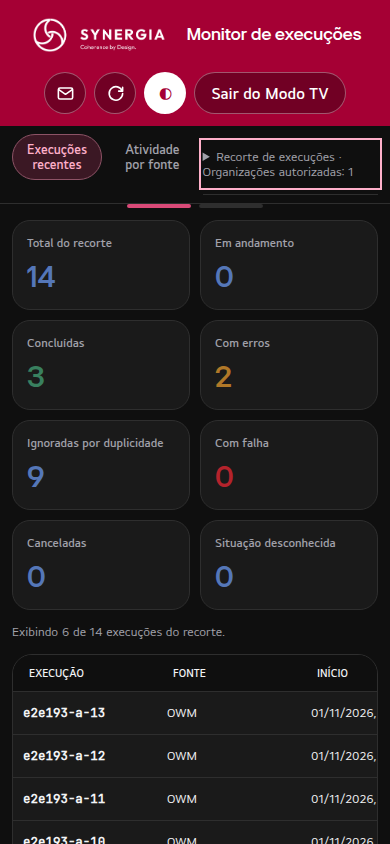 SYNERGIA
Coherence by Design.
Monitor de execuções
Sair do Modo TV
Execuções
recentes
Atividade
por fonte
▶ Recorte de execuções ·
Organizações autorizadas: 1
Total do recorte
14
Em andamento
0
Concluídas
3
Com erros
2
Ignoradas por duplicidade
9
Com falha
0
Canceladas
0
Situação desconhecida
0
Exibindo 6 de 14 execuções do recorte.
EXECUÇÃO FONTE INÍCIO
e2e193-a-13 OWM 01/11/2026,
e2e193-a-12 OWM 01/11/2026,
e2e193-a-11 OWM 01/11/2026,
e2e193-a-10 OWM 01/11/2026,